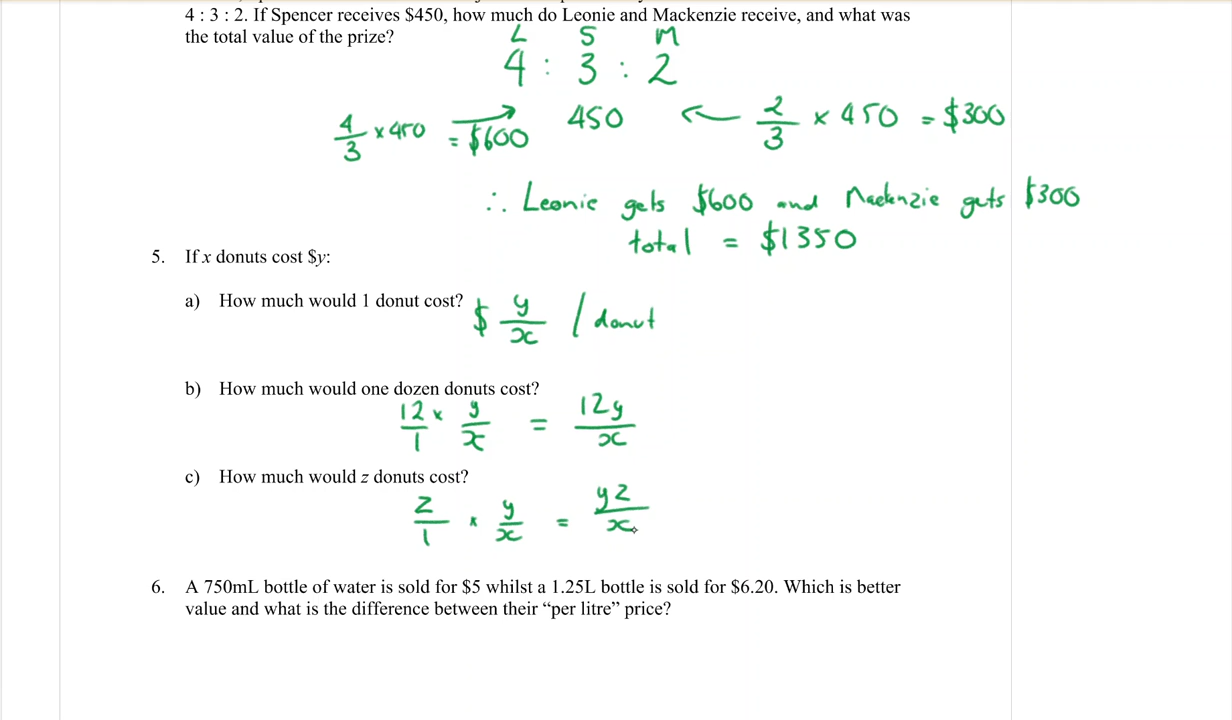 4 : 3 : 2. If Spencer receives $450, how much do Leonie and Mackenzie receive, and what was
the total value of the prize?
L S M
4 : 3 : 2
4/3 × 450 = $600 → 450 ← 2/3 × 450 = $300
∴ Leonie gets $600 and Mackenzie gets $300
total = $1350
5. If x donuts cost $y:
a) How much would 1 donut cost?
$ y/x / donut
b) How much would one dozen donuts cost?
12/1 × y/x = 12y/x
c) How much would z donuts cost?
z/1 × y/x = yz/x
6. A 750mL bottle of water is sold for $5 whilst a 1.25L bottle is sold for $6.20. Which is better
value and what is the difference between their “per litre” price?